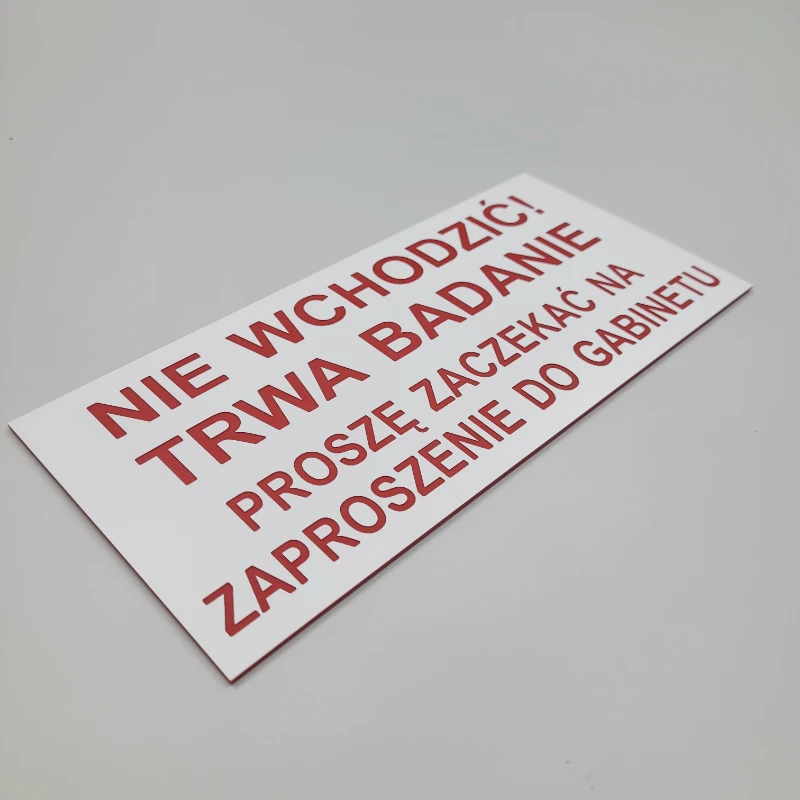 NIE WCHODZIĆ!
TRWA BADANIE
PROSZĘ ZACZEKAĆ NA
ZAPROSZENIE DO GABINETU